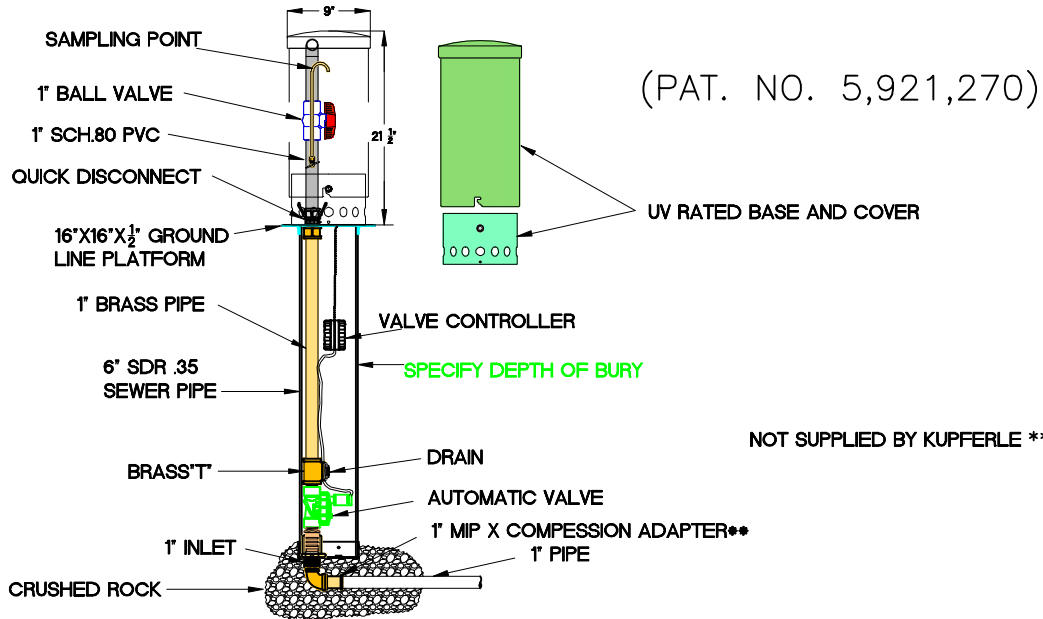 9"
SAMPLING POINT
(PAT. NO. 5,921,270)
1" BALL VALVE
21 1/2"
1" SCH.80 PVC
QUICK DISCONNECT
UV RATED BASE AND COVER
16"X16"X1/2" GROUND
LINE PLATFORM
1" BRASS PIPE
VALVE CONTROLLER
6" SDR .35
SEWER PIPE
SPECIFY DEPTH OF BURY
NOT SUPPLIED BY KUPFERLE **
BRASS"T"
DRAIN
AUTOMATIC VALVE
1" MIP X COMPESSION ADAPTER**
1" INLET
1" PIPE
CRUSHED ROCK